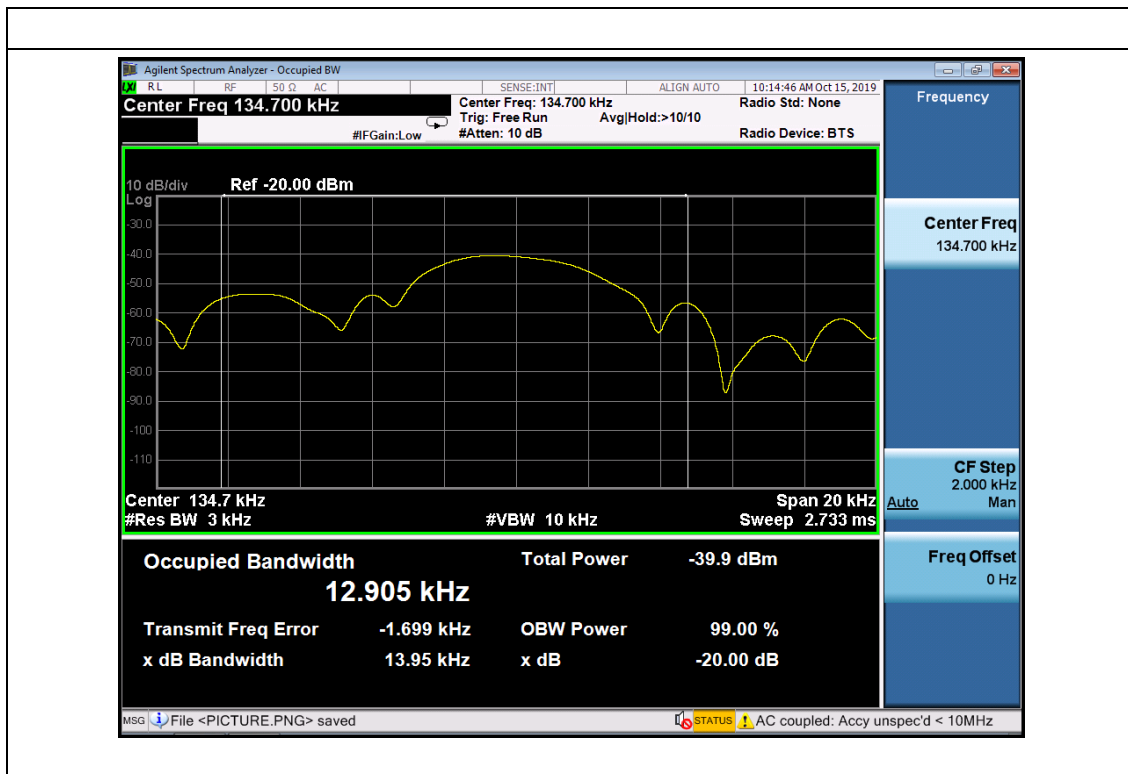 Agilent Spectrum Analyzer - Occupied BW
LXI RL RF 50 Ω AC SENSE:INT ALIGN AUTO 10:14:46 AM Oct 15, 2019
Center Freq 134.700 kHz
#IFGain:Low
Center Freq: 134.700 kHz
Trig: Free Run Avg|Hold:>10/10
#Atten: 10 dB
Radio Std: None
Radio Device: BTS
10 dB/div Ref -20.00 dBm
Log
-30.0
-40.0
-50.0
-60.0
-70.0
-80.0
-90.0
-100
-110
Center 134.7 kHz Span 20 kHz
#Res BW 3 kHz #VBW 10 kHz Sweep 2.733 ms
Occupied Bandwidth Total Power -39.9 dBm
12.905 kHz
Transmit Freq Error -1.699 kHz OBW Power 99.00 %
x dB Bandwidth 13.95 kHz x dB -20.00 dB
MSG File <PICTURE.PNG> saved STATUS AC coupled: Accy unspec'd < 10MHz
Frequency
Center Freq
134.700 kHz
CF Step
2.000 kHz
Auto Man
Freq Offset
0 Hz